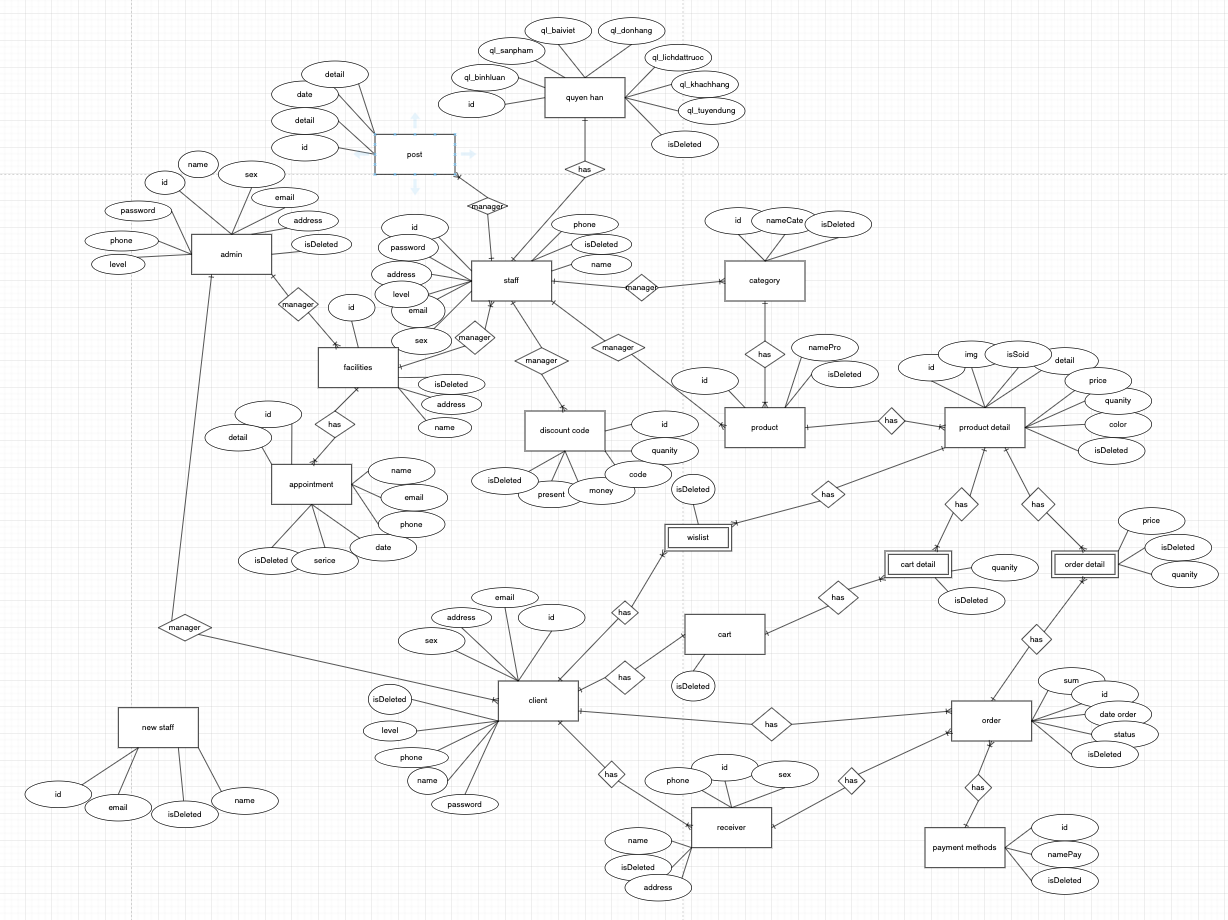 ql_baiviet
ql_donhang
ql_sanpham
ql_lichdattruoc
ql_binhluan
ql_khachhang
id
quyen han
ql_tuyendung
isDeleted
detail
date
detail
id
post
has
manager
name
id
sex
email
password
address
phone
isDeleted
level
admin
manager
id
password
address
level
email
sex
phone
isDeleted
name
staff
manager
id
nameCate
isDeleted
category
manager
manager
manager
id
facilities
isDeleted
address
name
has
has
namePro
isDeleted
id
product
has
id
img
isSoid
detail
price
quanity
color
isDeleted
prroduct detail
discount code
id
quanity
code
money
present
isDeleted
id
detail
appointment
name
email
phone
date
serice
isDeleted
isDeleted
wislist
has
has
has
cart detail
quanity
isDeleted
order detail
price
isDeleted
quanity
has
has
cart
isDeleted
has
has
manager
email
address
id
sex
client
isDeleted
level
phone
name
password
has
has
order
sum
id
date order
status
isDeleted
new staff
id
email
isDeleted
name
has
has
phone
id
sex
receiver
name
isDeleted
address
payment methods
id
namePay
isDeleted